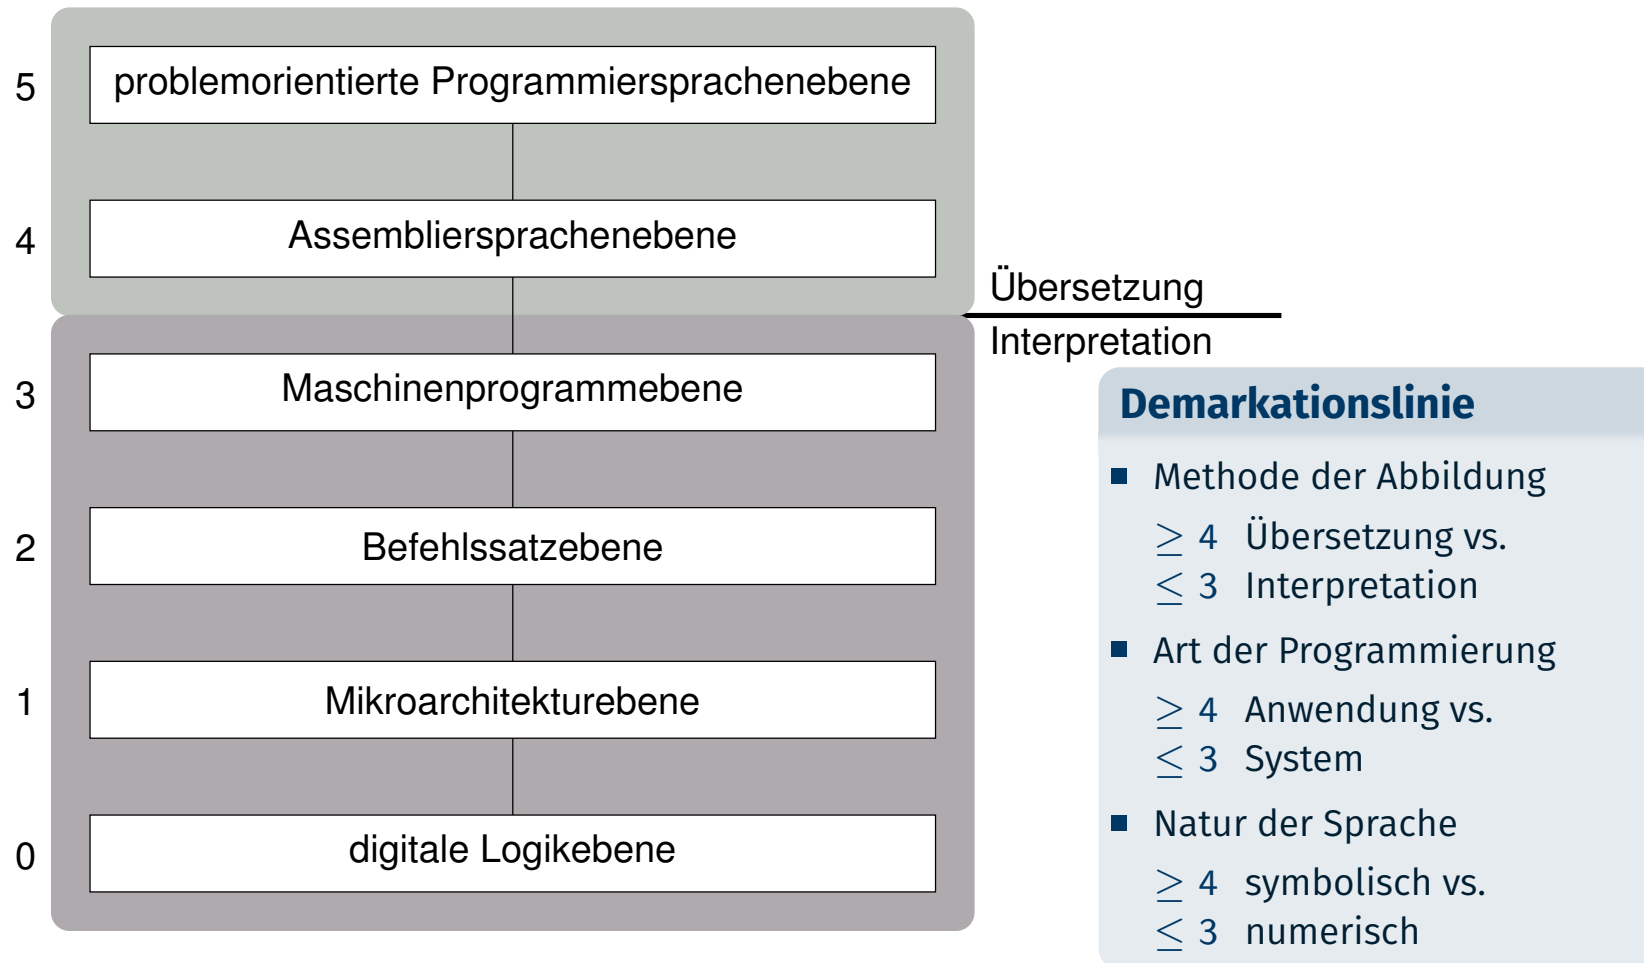 5 problemorientierte Programmiersprachenebene
4 Assembliersprachenebene
Übersetzung
Interpretation
3 Maschinenprogrammebene
2 Befehlssatzebene
1 Mikroarchitekturebene
0 digitale Logikebene
Demarkationslinie
Methode der Abbildung
≥ 4 Übersetzung vs.
≤ 3 Interpretation
Art der Programmierung
≥ 4 Anwendung vs.
≤ 3 System
Natur der Sprache
≥ 4 symbolisch vs.
≤ 3 numerisch